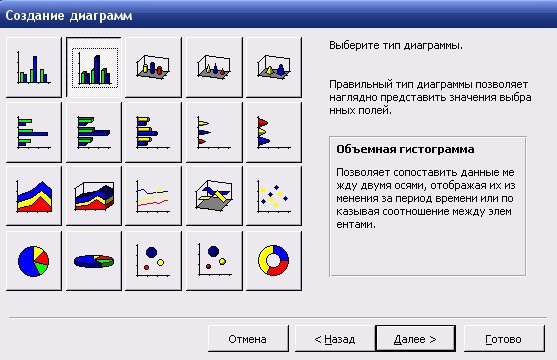 Создание диаграмм
Выберите тип диаграммы.
Правильный тип диаграммы позволяет
наглядно представить значения выбра
нных полей.
Объемная гистограмма
Позволяет сопоставить данные ме
жду двумя осями, отображая их из
менения за период времени или по
казывая соотношение между элем
ентами.
Отмена
< Назад
Далее >
Готово